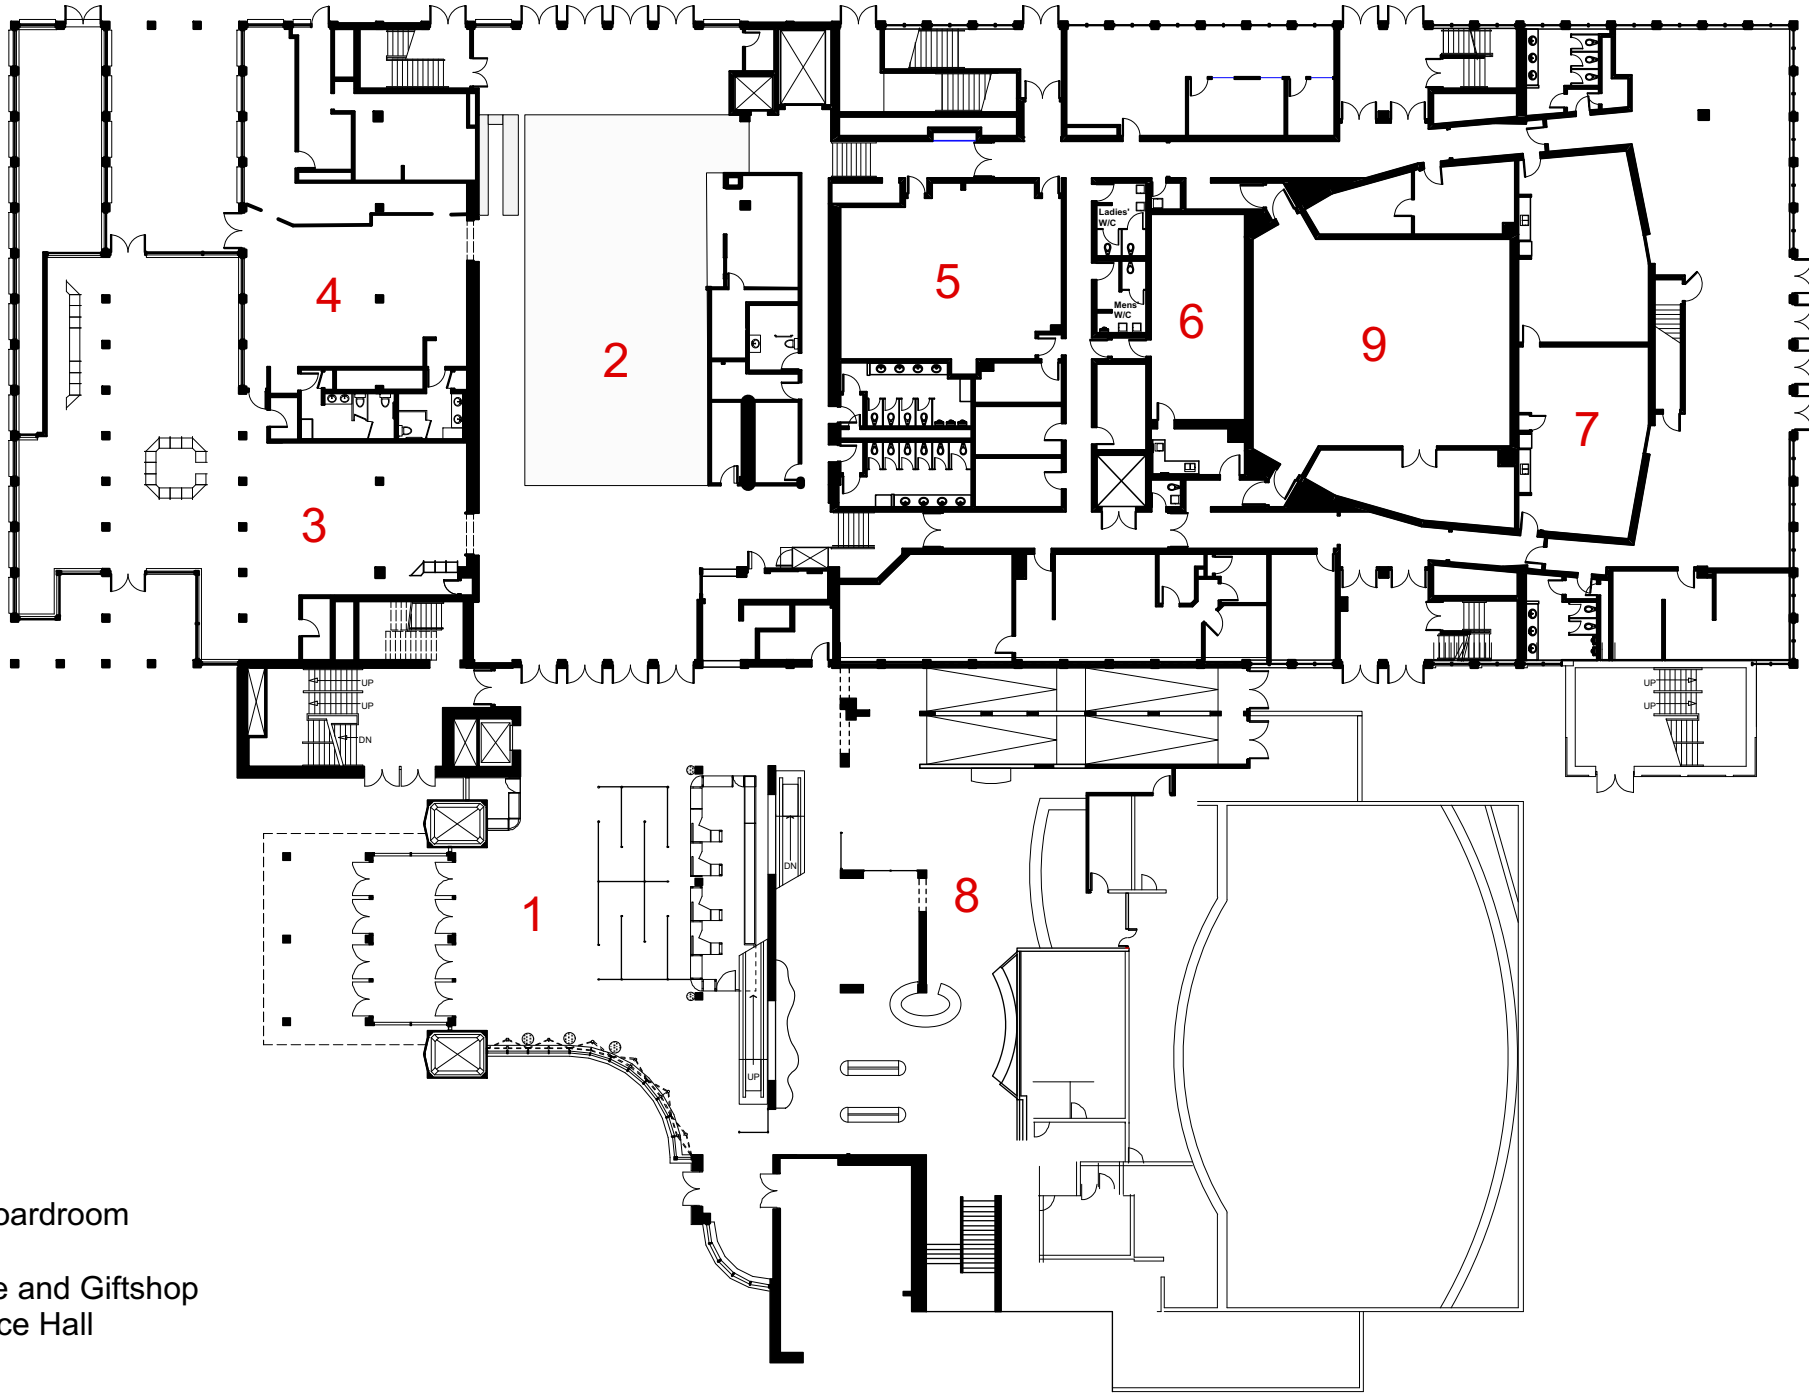 Ladies'
W/C
4
5
Mens'
W/C
6
2
9
7
3
UP
UP
DN
UP
UP
DN
1
8
UP
oardroom
e and Giftshop
ce Hall